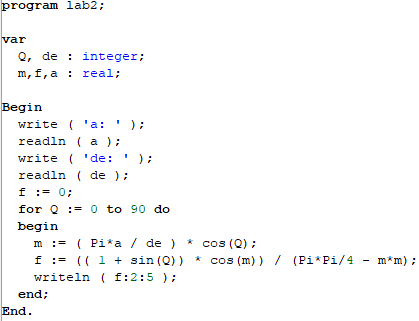 program lab2;
var
Q, de : integer;
m,f,a : real;
Begin
write ( 'a: ' );
readln ( a );
write ( 'de: ' );
readln ( de );
f := 0;
for Q := 0 to 90 do
begin
m := ( Pi*a / de ) * cos(Q);
f := (( 1 + sin(Q)) * cos(m)) / (Pi*Pi/4 - m*m);
writeln ( f:2:5 );
end;
End.